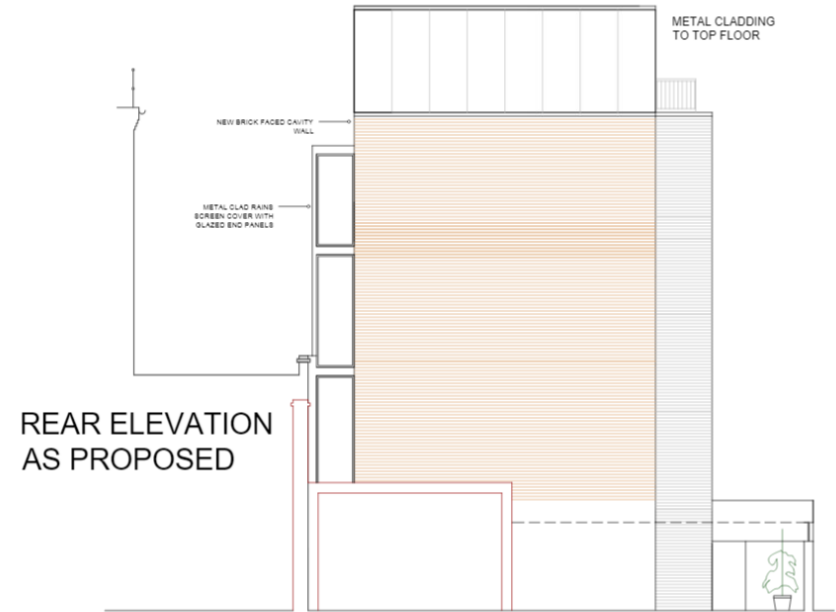 METAL CLADDING
TO TOP FLOOR
NEW BRICK FACED CAVITY
WALL
METAL CLAD RAINS
SCREEN COVER WITH
GLAZED END PANELS
REAR ELEVATION
AS PROPOSED